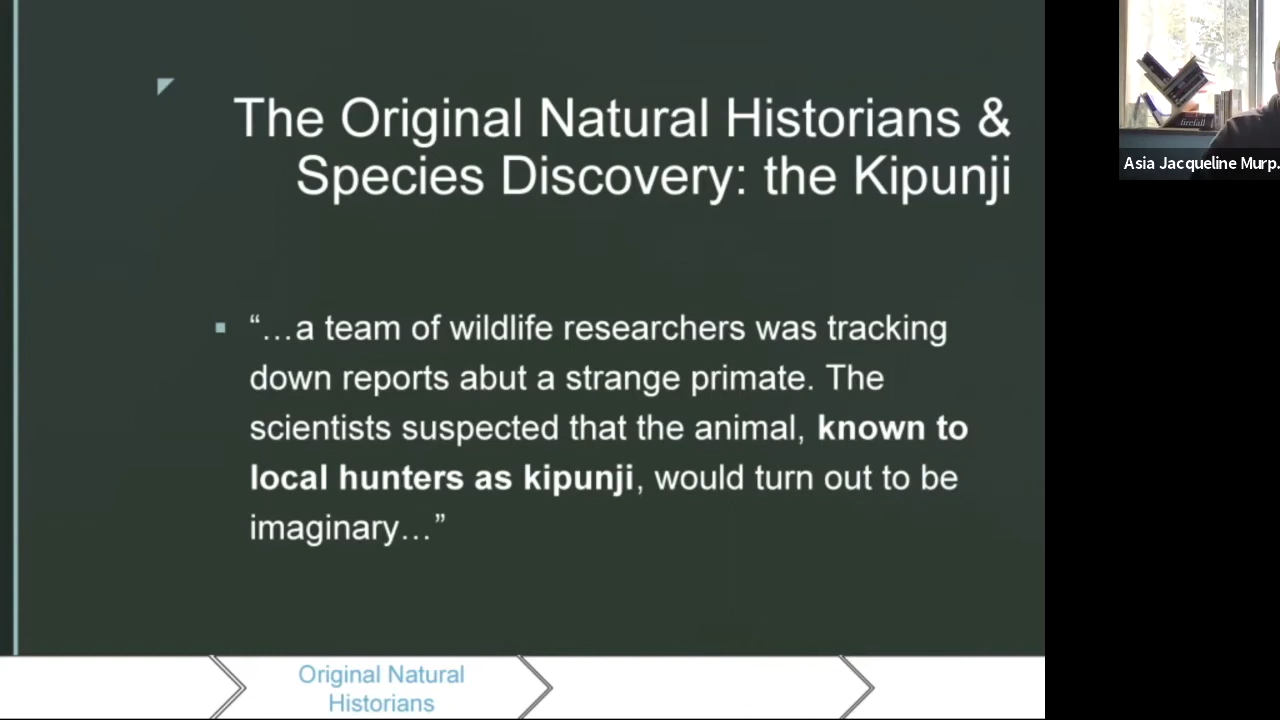 The Original Natural Historians &
Species Discovery: the Kipunji
“…a team of wildlife researchers was tracking
down reports abut a strange primate. The
scientists suspected that the animal, known to
local hunters as kipunji, would turn out to be
imaginary…”
Original Natural
Historians
firefall
Asia Jacqueline Murp.